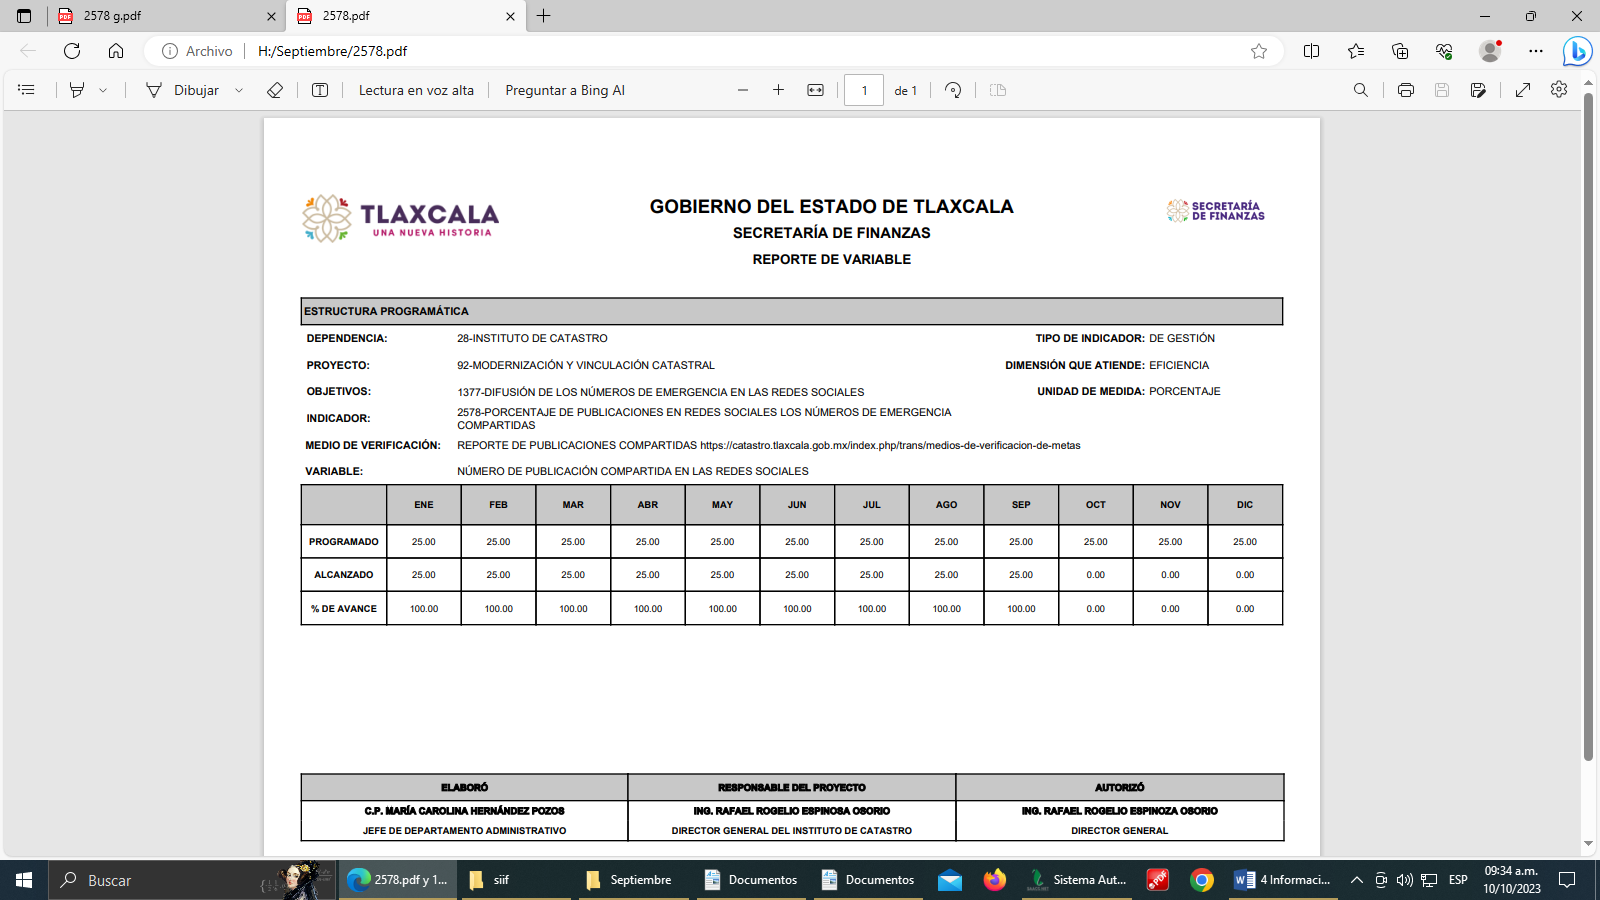 2578 g.pdf
2578.pdf
Archivo
H:/Septiembre/2578.pdf
Dibujar
Lectura en voz alta
Preguntar a Bing AI
1
de 1
TLAXCALA
UNA NUEVA HISTORIA
GOBIERNO DEL ESTADO DE TLAXCALA
SECRETARÍA DE FINANZAS
REPORTE DE VARIABLE
SECRETARÍA
DE FINANZAS
ESTRUCTURA PROGRAMÁTICA
DEPENDENCIA: 28-INSTITUTO DE CATASTRO TIPO DE INDICADOR: DE GESTIÓN
PROYECTO: 92-MODERNIZACIÓN Y VINCULACIÓN CATASTRAL DIMENSIÓN QUE ATIENDE: EFICIENCIA
OBJETIVOS: 1377-DIFUSIÓN DE LOS NÚMEROS DE EMERGENCIA EN LAS REDES SOCIALES UNIDAD DE MEDIDA: PORCENTAJE
INDICADOR: 2578-PORCENTAJE DE PUBLICACIONES EN REDES SOCIALES LOS NÚMEROS DE EMERGENCIA
COMPARTIDAS
MEDIO DE VERIFICACIÓN: REPORTE DE PUBLICACIONES COMPARTIDAS https://catastro.tlaxcala.gob.mx/index.php/trans/medios-de-verificacion-de-metas
VARIABLE: NÚMERO DE PUBLICACIÓN COMPARTIDA EN LAS REDES SOCIALES
ENE FEB MAR ABR MAY JUN JUL AGO SEP OCT NOV DIC
PROGRAMADO 25.00 25.00 25.00 25.00 25.00 25.00 25.00 25.00 25.00 25.00 25.00 25.00
ALCANZADO 25.00 25.00 25.00 25.00 25.00 25.00 25.00 25.00 25.00 0.00 0.00 0.00
% DE AVANCE 100.00 100.00 100.00 100.00 100.00 100.00 100.00 100.00 100.00 0.00 0.00 0.00
ELABORÓ RESPONSABLE DEL PROYECTO AUTORIZÓ
C.P. MARÍA CAROLINA HERNÁNDEZ POZOS ING. RAFAEL ROGELIO ESPINOSA OSORIO ING. RAFAEL ROGELIO ESPINOZA OSORIO
JEFE DE DEPARTAMENTO ADMINISTRATIVO DIRECTOR GENERAL DEL INSTITUTO DE CATASTRO DIRECTOR GENERAL
Buscar
2578.pdf y 1...
siif
Septiembre
Documentos
Documentos
Sistema Aut...
4 Informaci...
ESP
09:34 a.m.
10/10/2023